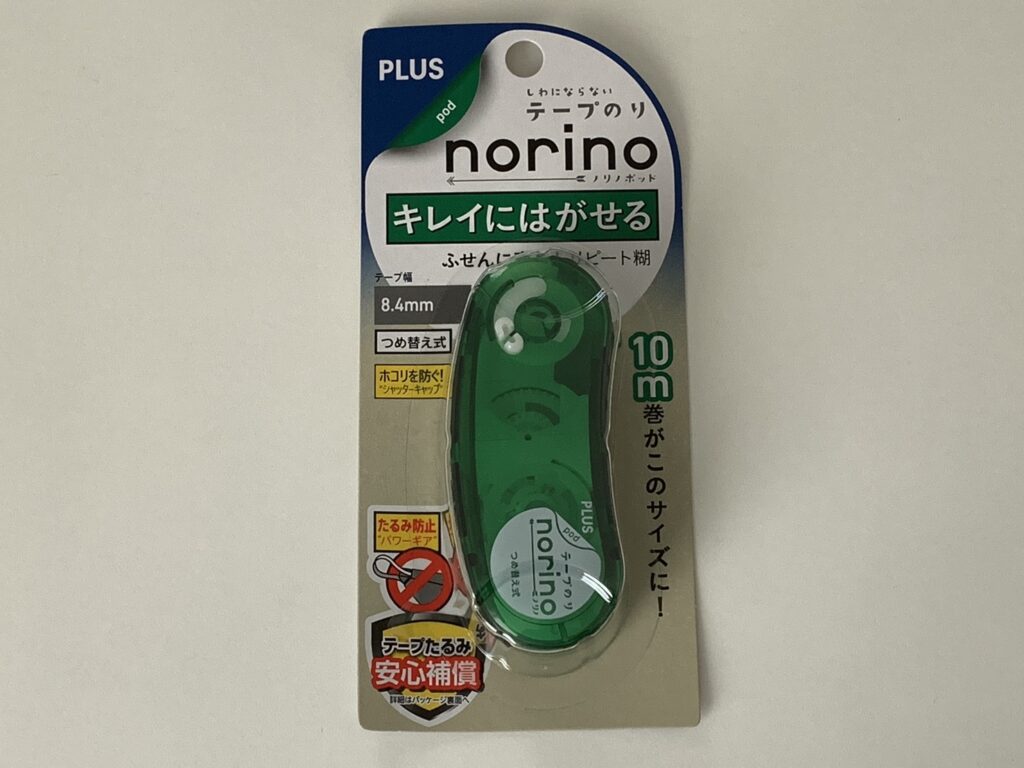 PLUS
pod
しわにならない
テープのり
norino
ノリノポッド
キレイにはがせる
ふせんに
ピート糊
テープ幅
8.4mm
つめ替え式
ホコリを防ぐ!
"シャッターキャップ"
10m巻がこのサイズに!
たるみ防止
"パワーギア"
テープたるみ
安心補償
詳細はパッケージ裏面へ
PLUS
pod
テープのり
norino
ノリノ
つめ替え式